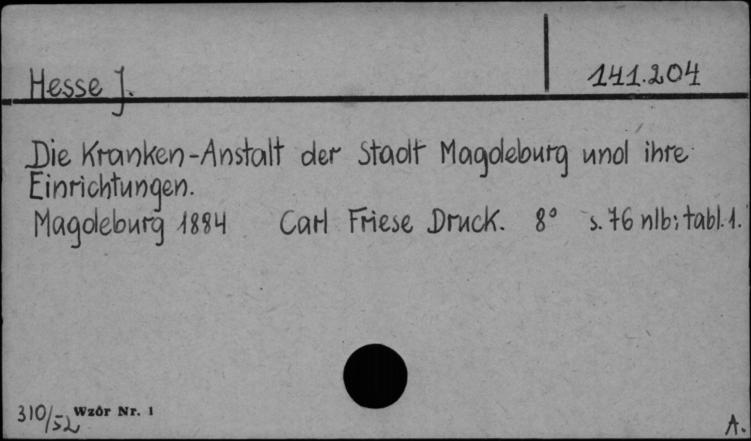 Hesse J.
141.204
Die Kranken-Anstalt der Stadt Magdeburg und ihre
Einrichtungen.
Magdeburg 1884 Carl Friese Druck. 8° s. 76 nlb; tabl. 1.
310/52 Wzór Nr. 1
A.